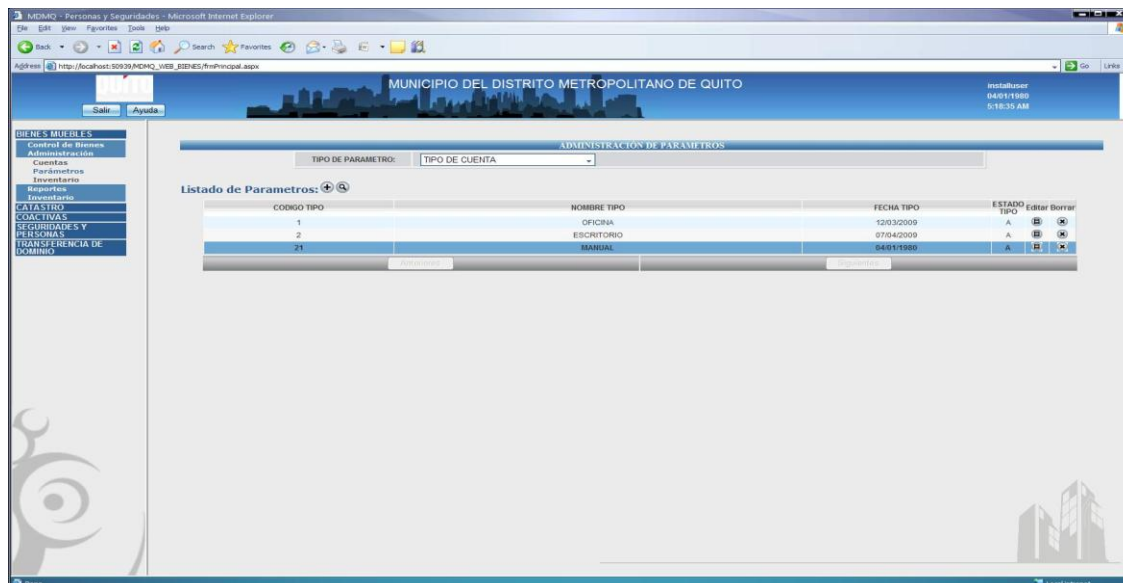 MDMQ - Personas y Seguridades - Microsoft Internet Explorer
File Edit View Favorites Tools Help
Back Search Favorites
Address http://localhost:50939/MDMQ_WEB_BIENES/frmPrincipal.aspx Go Links
QUITO
MUNICIPIO DEL DISTRITO METROPOLITANO DE QUITO
installuser
04/01/1980
5:18:35 AM
Salir Ayuda
BIENES MUEBLES
Control de Bienes
Administración
Cuentas
Parámetros
Inventario
Reportes
Inventario
CATASTRO
COACTIVAS
SEGURIDADES Y
PERSONAS
TRANSFERENCIA DE
DOMINIO
ADMINISTRACIÓN DE PARAMETROS
TIPO DE PARAMETRO: TIPO DE CUENTA
Listado de Parametros:
CODIGO TIPO NOMBRE TIPO FECHA TIPO ESTADO TIPO Editar Borrar
1 OFICINA 12/03/2009 A
2 ESCRITORIO 07/04/2009 A
21 MANUAL 04/01/1980 A
Anteriores Siguientes